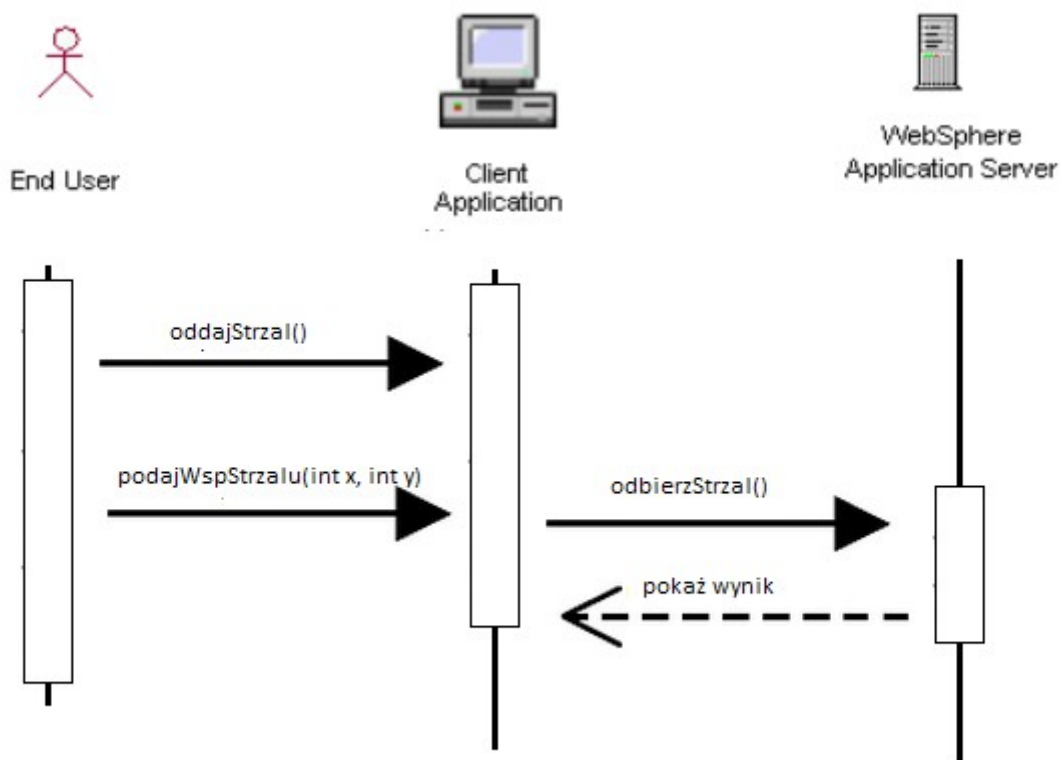 End User
Client
Application
WebSphere
Application Server
oddajStrzal()
podajWspStrzalu(int x, int y)
odbierzStrzal()
pokaż wynik